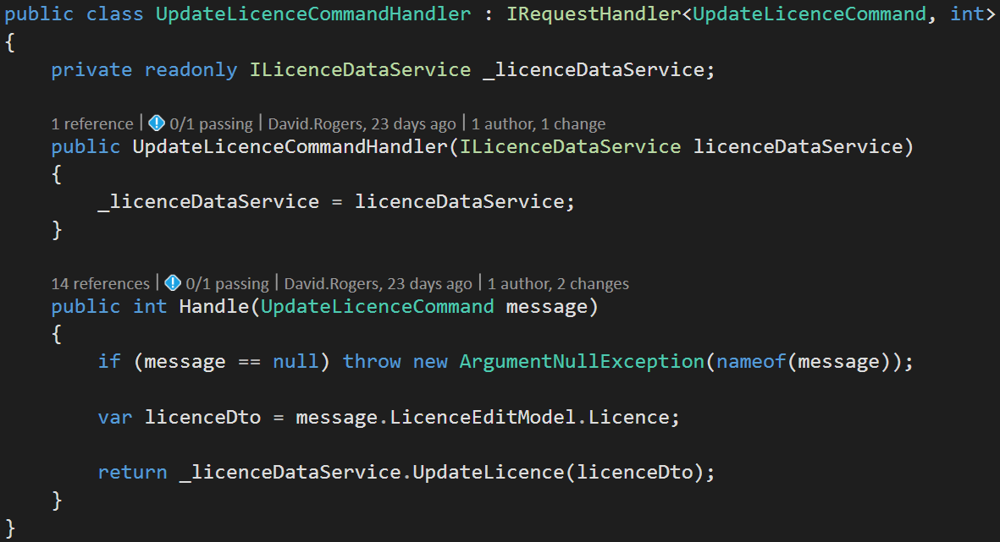 public class UpdateLicenceCommandHandler : IRequestHandler<UpdateLicenceCommand, int>
{
    private readonly ILicenceDataService _licenceDataService;

    1 reference | 0/1 passing | David.Rogers, 23 days ago | 1 author, 1 change
    public UpdateLicenceCommandHandler(ILicenceDataService licenceDataService)
    {
        _licenceDataService = licenceDataService;
    }

    14 references | 0/1 passing | David.Rogers, 23 days ago | 1 author, 2 changes
    public int Handle(UpdateLicenceCommand message)
    {
        if (message == null) throw new ArgumentNullException(nameof(message));

        var licenceDto = message.LicenceEditModel.Licence;

        return _licenceDataService.UpdateLicence(licenceDto);
    }
}